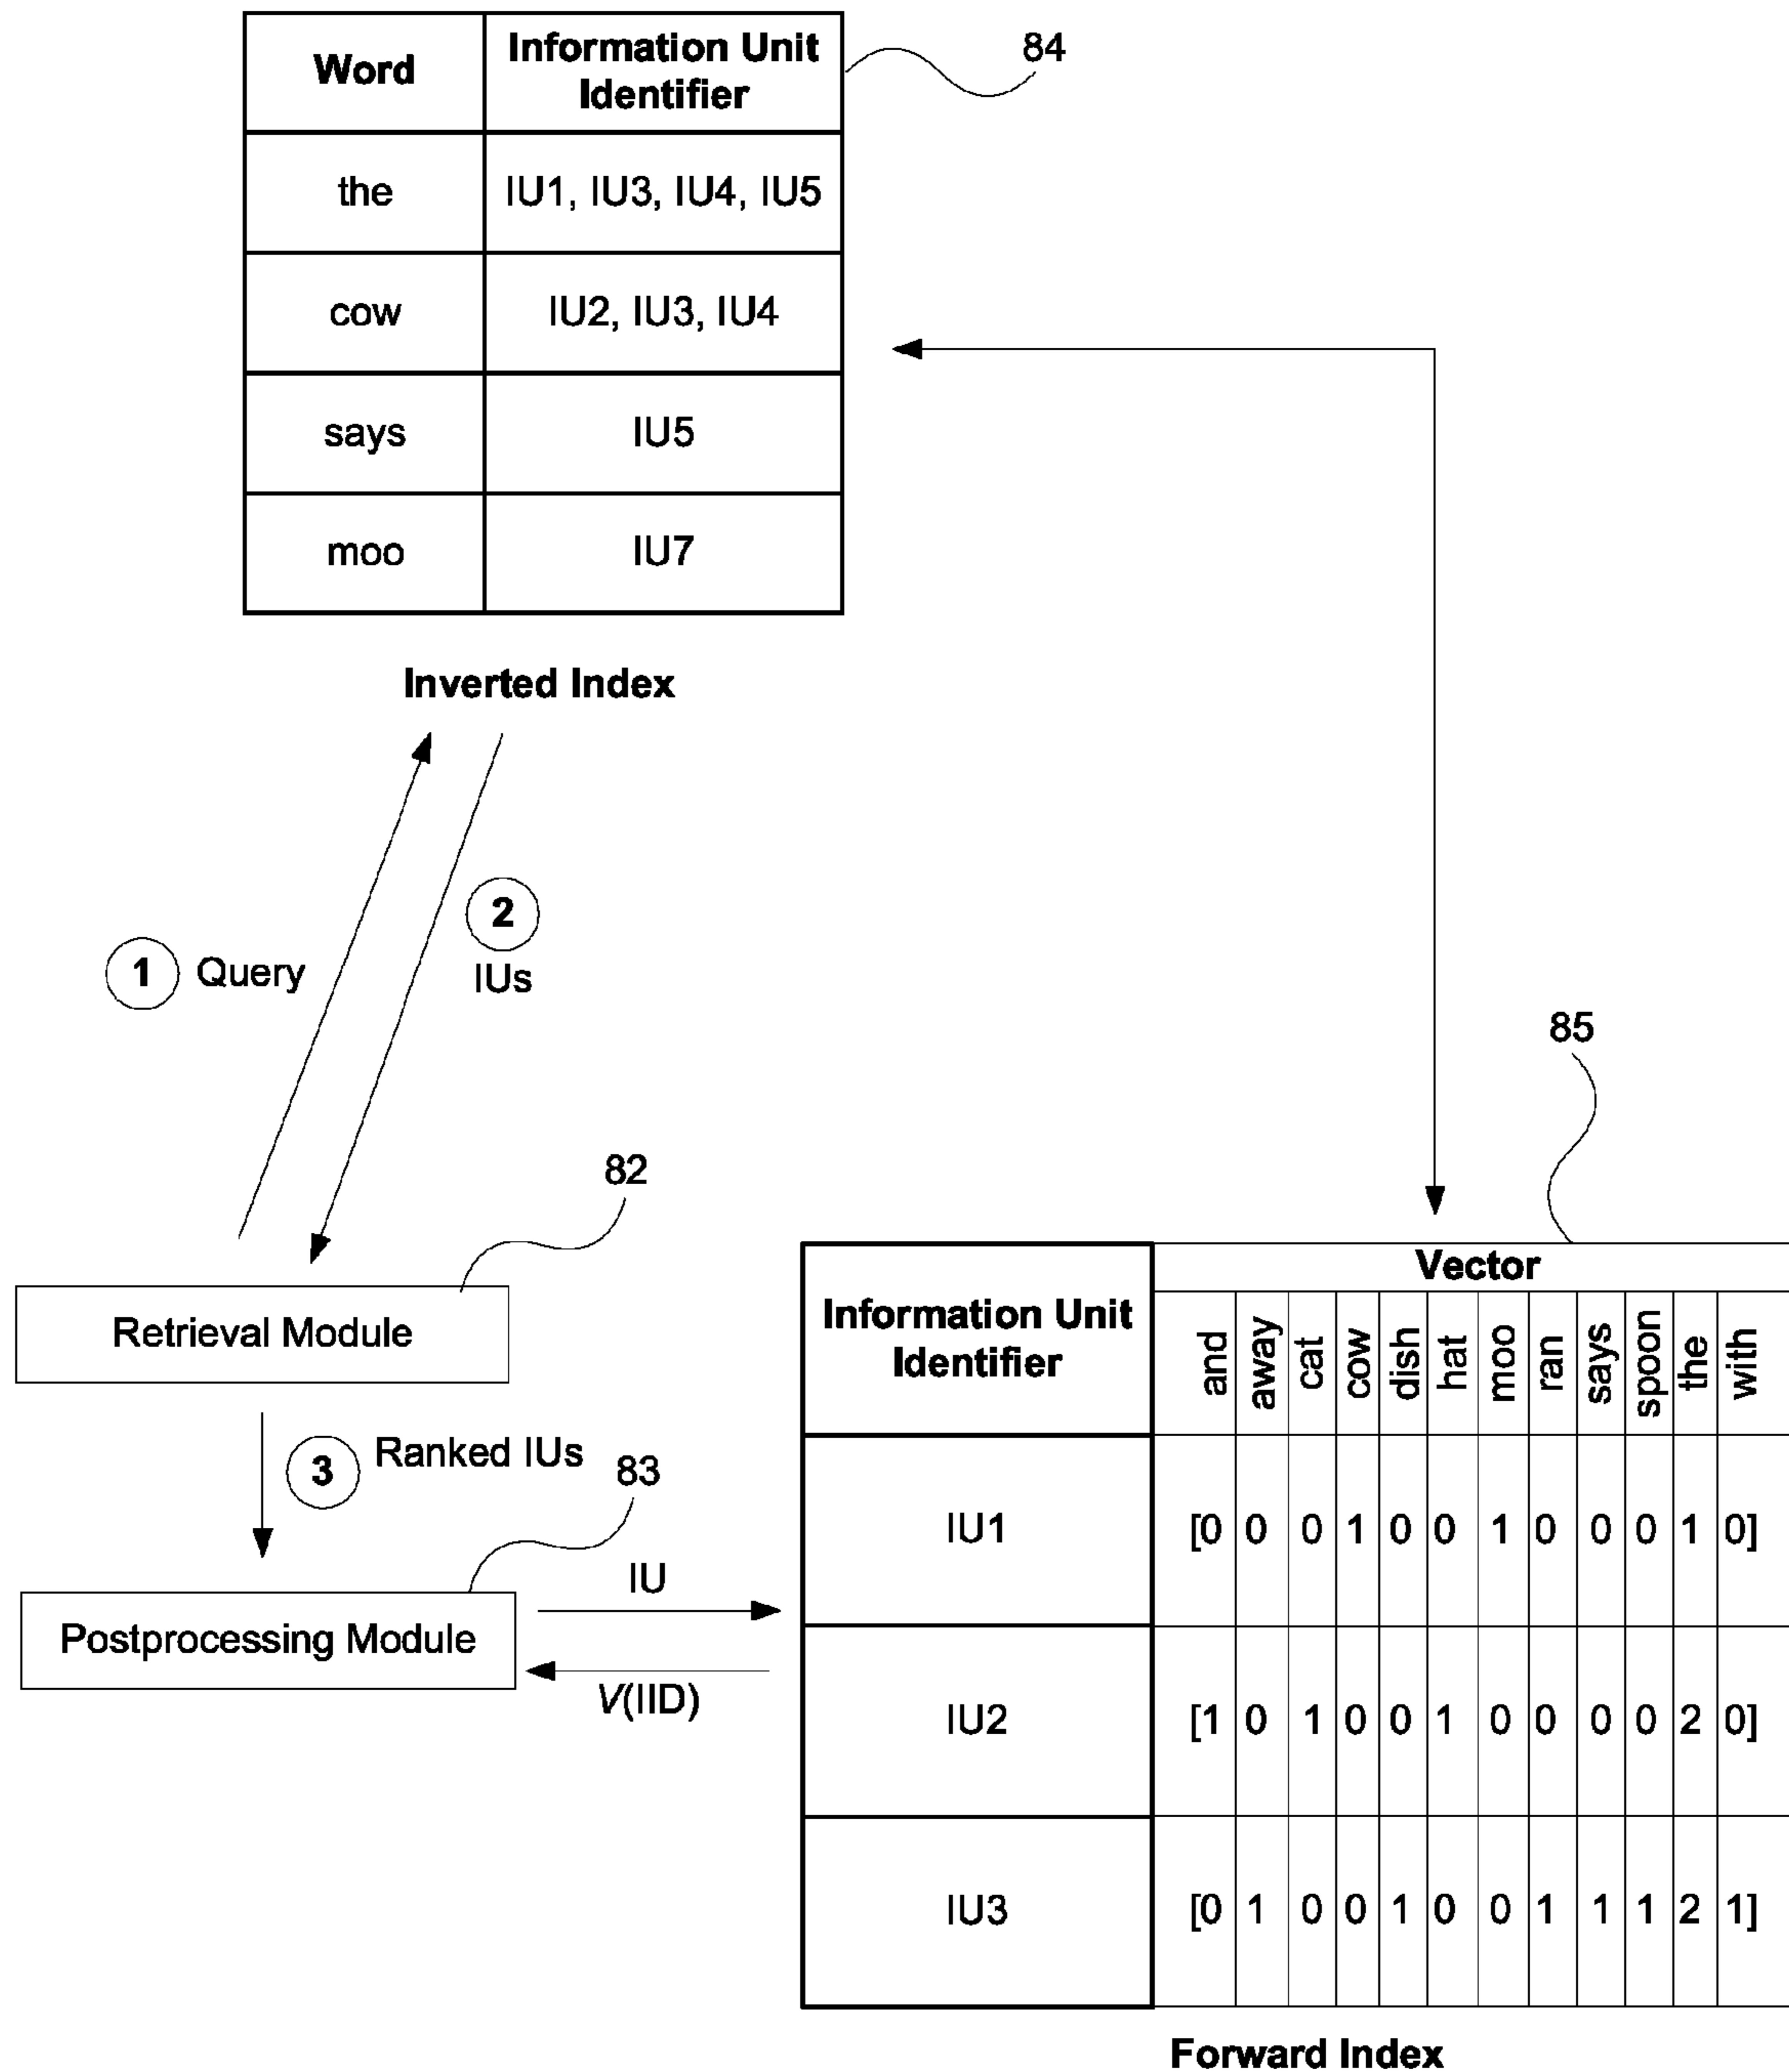 Word Information Unit Identifier
84
the IU1, IU3, IU4, IU5
cow IU2, IU3, IU4
says IU5
moo IU7
Inverted Index
1 Query
2
IUs
82
Retrieval Module
3 Ranked IUs
83
Postprocessing Module
IU
V(IID)
85
Information Unit Identifier
Vector
and away cat cow dish hat moo ran says spoon the with
IU1 [0 0 0 1 0 0 1 0 0 0 1 0]
IU2 [1 0 1 0 0 1 0 0 0 0 2 0]
IU3 [0 1 0 0 1 0 0 1 1 1 2 1]
Forward Index